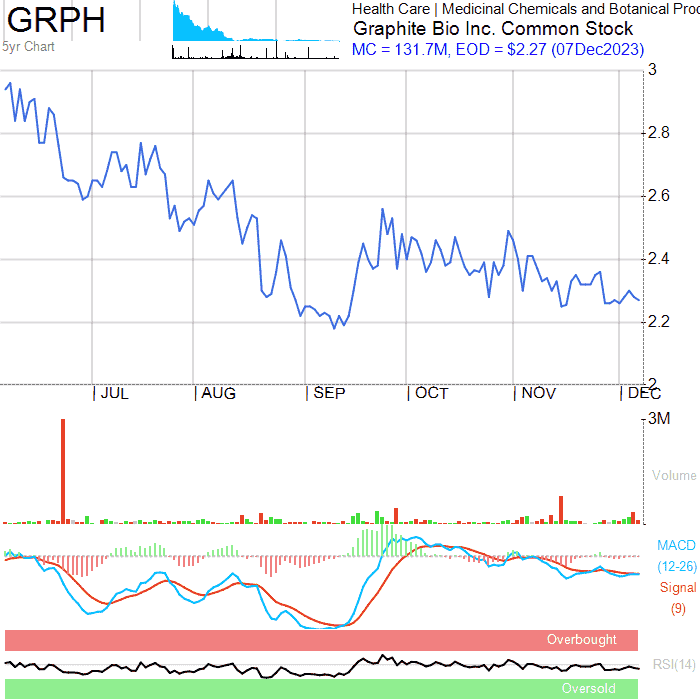 GRPH
5yr Chart
Health Care | Medicinal Chemicals and Botanical Proc
Graphite Bio Inc. Common Stock
MC = 131.7M, EOD = $2.27 (07Dec2023)
3
2.8
2.6
2.4
2.2
2
JUL
AUG
SEP
OCT
NOV
DEC
3M
Volume
MACD
(12-26)
Signal
(9)
Overbought
RSI(14)
Oversold